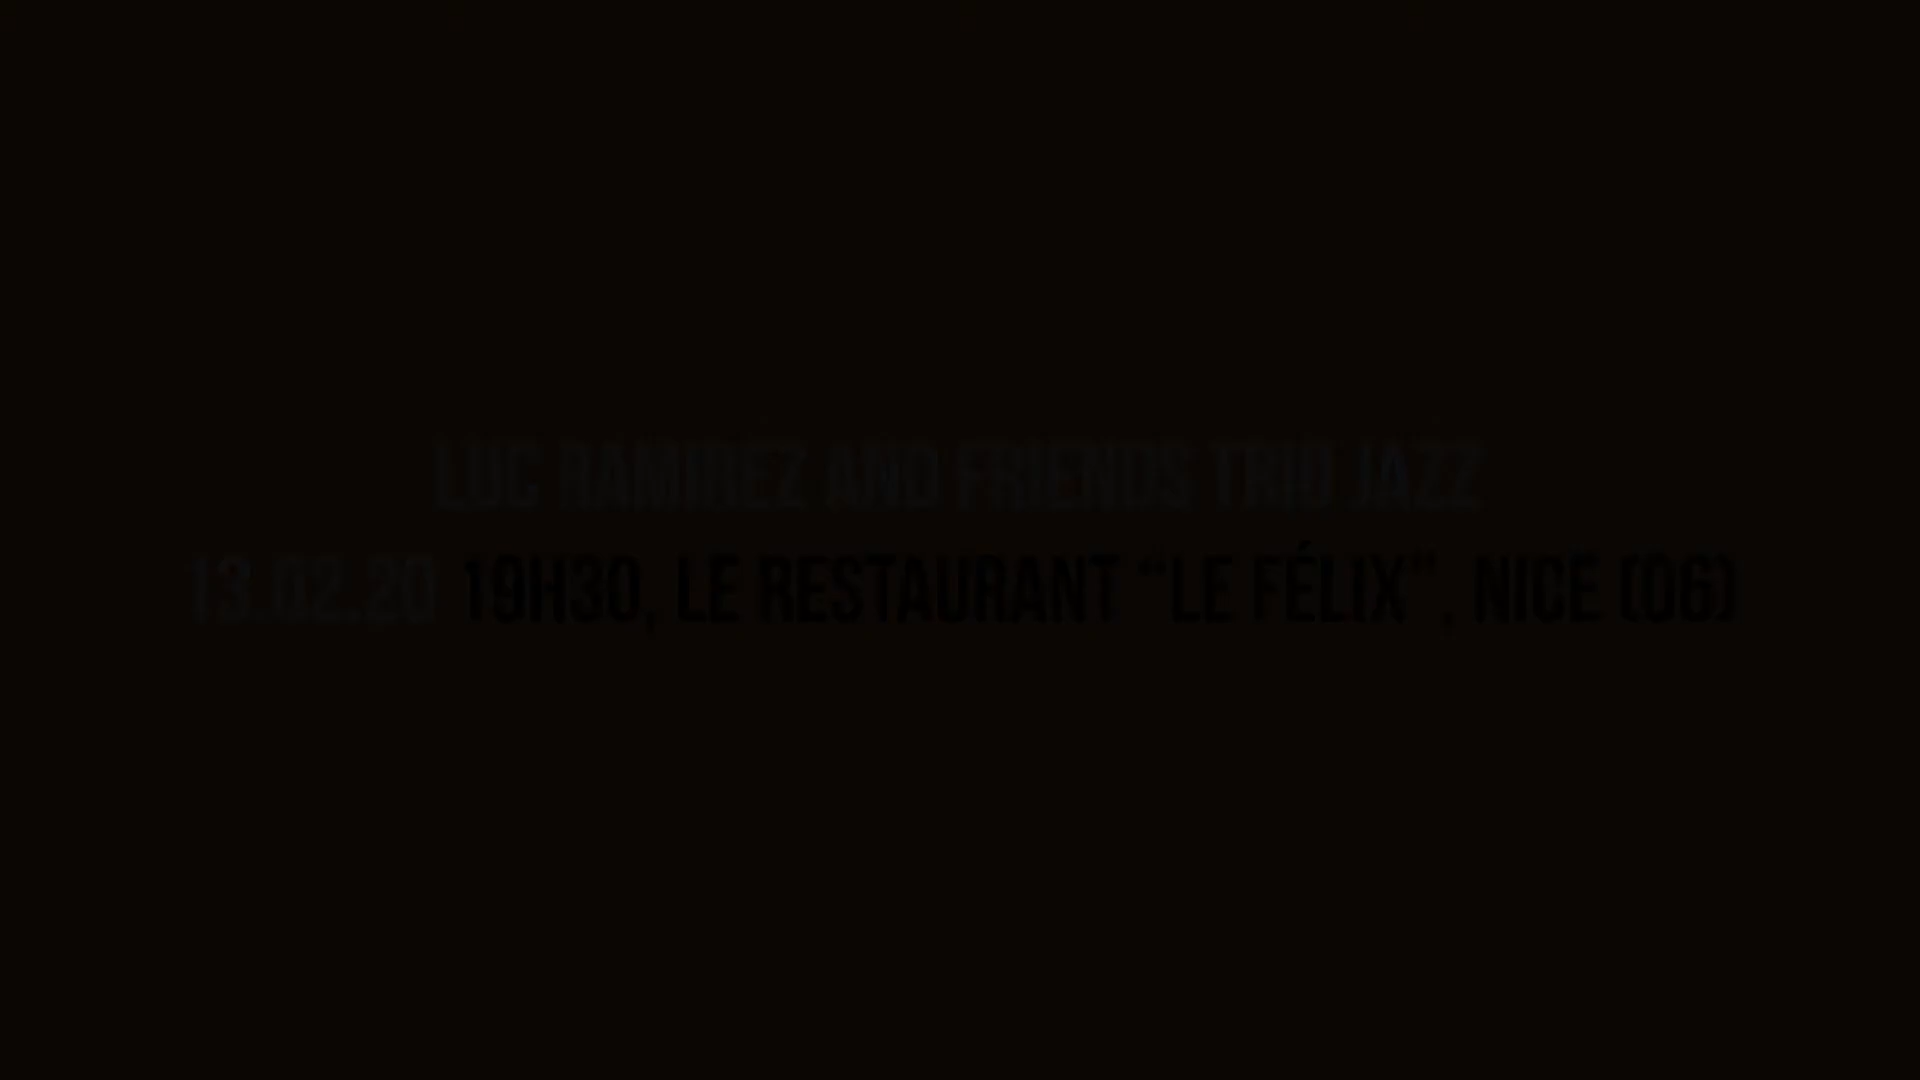 LUC RAMIREZ AND FRIENDS TRIO JAZZ
13.02.20 19H30, LE RESTAURANT “LE FÉLIX”, NICE (06)